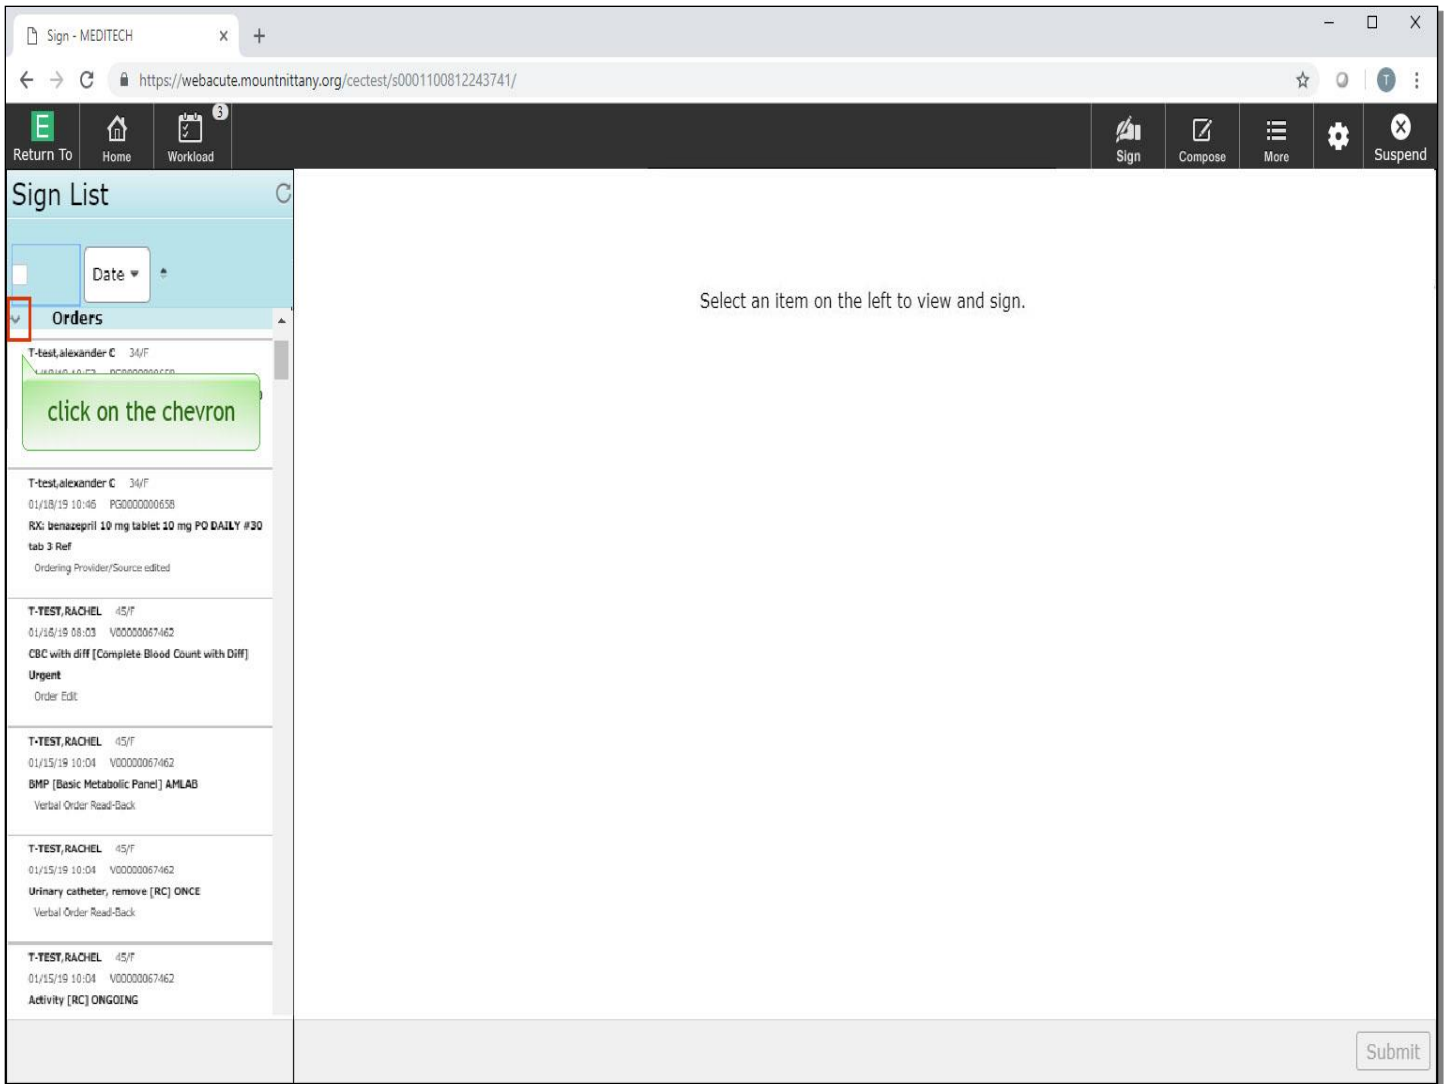 Sign - MEDITECH
https://webacute.mountnittany.org/cectest/s0001100812243741/
T
3
E
Return To
Home
Workload
Sign
Compose
More
Suspend
Sign List
Date
Orders
Select an item on the left to view and sign.
T-test,alexander C 34/F
click on the chevron
T-test,alexander C 34/F
01/18/19 10:46 PG0000000658
RX: benazepril 10 mg tablet 10 mg PO DAILY #30
tab 3 Ref
Ordering Provider/Source edited
T-TEST,RACHEL 45/F
01/16/19 08:03 V00000067462
CBC with diff [Complete Blood Count with Diff]
Urgent
Order Edit
T-TEST,RACHEL 45/F
01/15/19 10:04 V00000067462
BMP [Basic Metabolic Panel] AMLAB
Verbal Order Read-Back
T-TEST,RACHEL 45/F
01/15/19 10:04 V00000067462
Urinary catheter, remove [RC] ONCE
Verbal Order Read-Back
T-TEST,RACHEL 45/F
01/15/19 10:04 V00000067462
Activity [RC] ONGOING
Submit